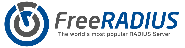 FreeRADIUS
The world's most popular RADIUS Server